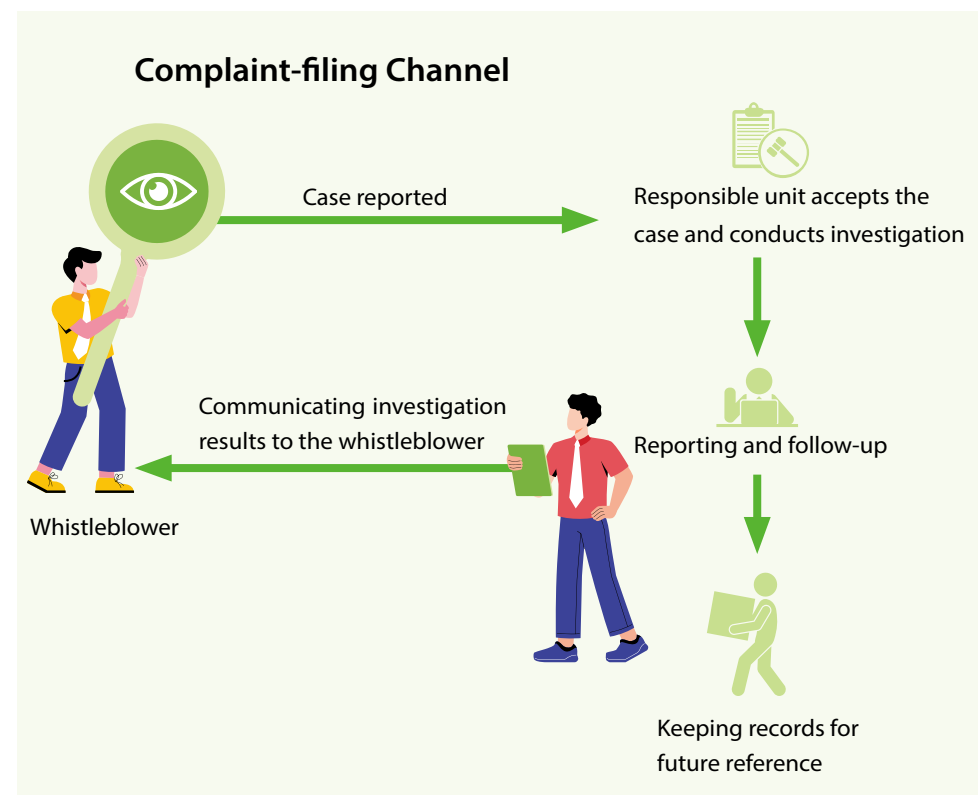 Complaint-filing Channel
Case reported
Responsible unit accepts the
case and conducts investigation
Reporting and follow-up
Communicating investigation
results to the whistleblower
Whistleblower
Keeping records for
future reference